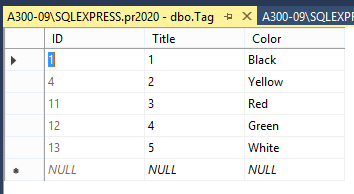 A300-09\SQLEXPRESS.pr2020 - dbo.Tag A300-09\SQLEXP
ID Title Color
1 1 Black
4 2 Yellow
11 3 Red
12 4 Green
13 5 White
NULL NULL NULL